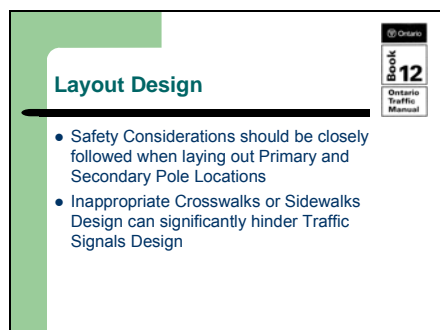 Ontario
Book 12
Ontario
Traffic
Manual
Layout Design
● Safety Considerations should be closely
followed when laying out Primary and
Secondary Pole Locations
● Inappropriate Crosswalks or Sidewalks
Design can significantly hinder Traffic
Signals Design